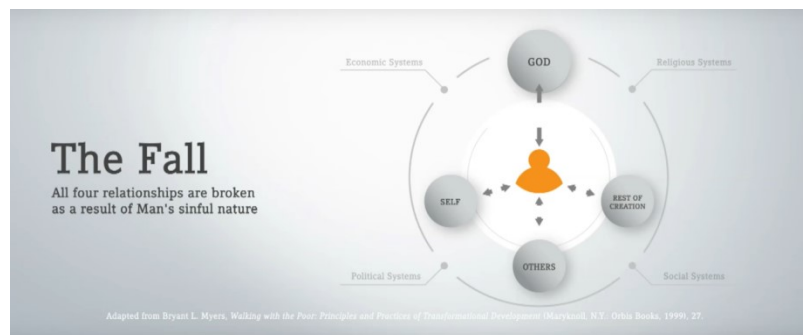 Economic Systems
GOD
Religious Systems
The Fall
All four relationships are broken
as a result of Man's sinful nature
SELF
REST OF
CREATION
OTHERS
Political Systems
Social Systems
Adapted from Bryant L. Myers, Walking with the Poor: Principles and Practices of Transformational Development (Maryknoll, N.Y.: Orbis Books, 1999), 27.